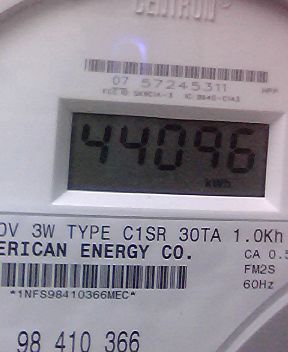 CENTRON
07 57245311
44096
kWh
0V 3W TYPE C1SR 30TA 1.0Kh
ERICAN ENERGY CO.
CA 0.5
FM2S
60Hz
*1NFS98410366MEC*
98 410 366